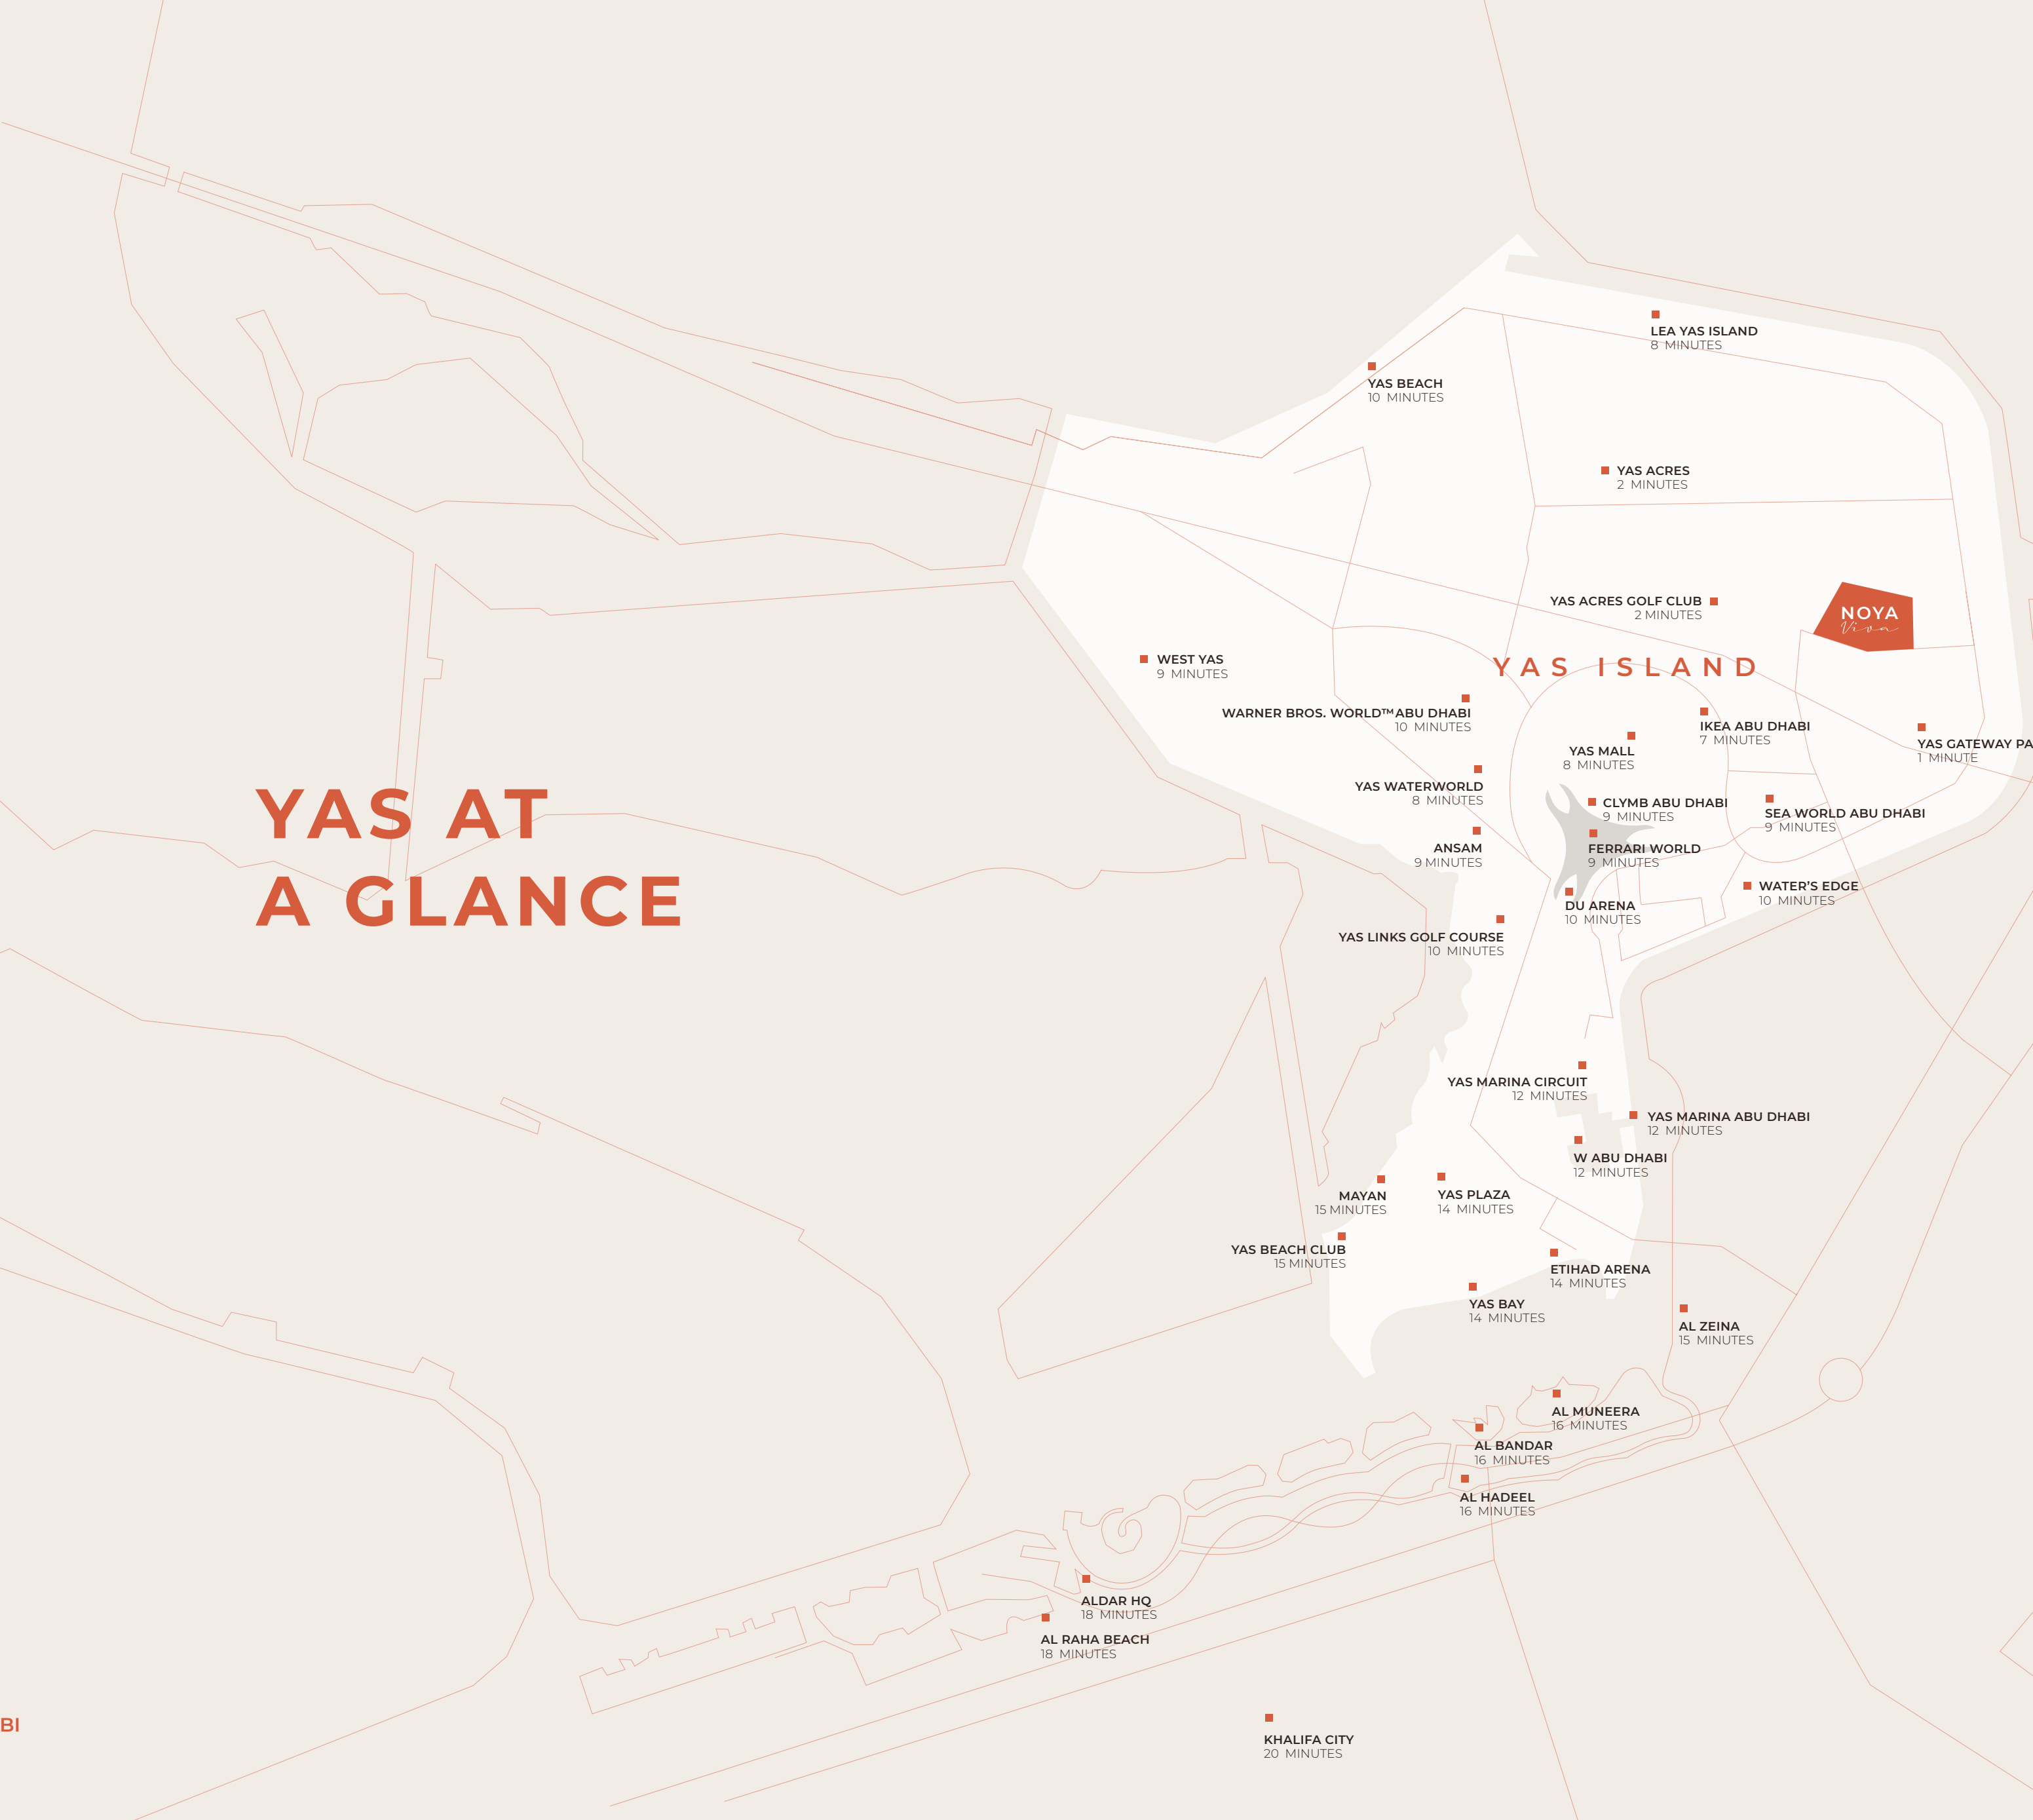 LEA YAS ISLAND
8 MINUTES
YAS BEACH
10 MINUTES
YAS ACRES
2 MINUTES
YAS ACRES GOLF CLUB
2 MINUTES
NOYA
Viva
YAS ISLAND
WEST YAS
9 MINUTES
WARNER BROS. WORLD™ ABU DHABI
10 MINUTES
IKEA ABU DHABI
7 MINUTES
YAS MALL
8 MINUTES
YAS GATEWAY PA
1 MINUTE
YAS WATERWORLD
8 MINUTES
CLYMB ABU DHABI
9 MINUTES
SEA WORLD ABU DHABI
9 MINUTES
YAS AT
A GLANCE
ANSAM
9 MINUTES
FERRARI WORLD
9 MINUTES
WATER’S EDGE
10 MINUTES
DU ARENA
10 MINUTES
YAS LINKS GOLF COURSE
10 MINUTES
YAS MARINA CIRCUIT
12 MINUTES
YAS MARINA ABU DHABI
12 MINUTES
W ABU DHABI
12 MINUTES
MAYAN
15 MINUTES
YAS PLAZA
14 MINUTES
YAS BEACH CLUB
15 MINUTES
ETIHAD ARENA
14 MINUTES
YAS BAY
14 MINUTES
AL ZEINA
15 MINUTES
AL MUNEERA
16 MINUTES
AL BANDAR
16 MINUTES
AL HADEEL
16 MINUTES
ALDAR HQ
18 MINUTES
AL RAHA BEACH
18 MINUTES
BI
KHALIFA CITY
20 MINUTES